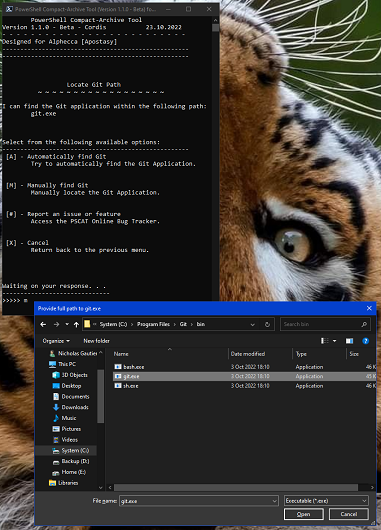 PowerShell Compact-Archive Tool [Version 1.1.0 - Beta] fo...
PowerShell Compact-Archive Tool
Version 1.1.0 - Beta - Cordis 23.10.2022
- - - - - - - - - - - - - - - - - - - - - - - - -
Designed for Alphecca [Apostasy]
Locate Git Path
~ ~ ~ ~ ~ ~ ~ ~ ~ ~ ~ ~ ~ ~ ~ ~ ~ ~
I can find the Git application within the following path:
git.exe
Select from the following available options:
[A] - Automatically find Git
Try to automatically find the Git Application.
[M] - Manually find Git
Manually locate the Git Application.
[#] - Report an issue or feature
Access the PSCAT Online Bug Tracker.
[X] - Cancel
Return back to the previous menu.
Waiting on your response. . .
>>>>> m
Provide full path to git.exe
System (C:) > Program Files > Git > bin
Search bin
Organize New folder
Name Date modified Type Size
Nicholas Gautie
This PC
3D Objects
Desktop
Documents
Downloads
Music
Pictures
Videos
System (C:)
Backup (D:)
Home (E:)
Libraries
bash.exe 3 Oct 2022 18:10 Application 46 K
git.exe 3 Oct 2022 18:10 Application 45 K
sh.exe 3 Oct 2022 18:10 Application 46 K
File name: git.exe
Executable (*.exe)
Open Cancel